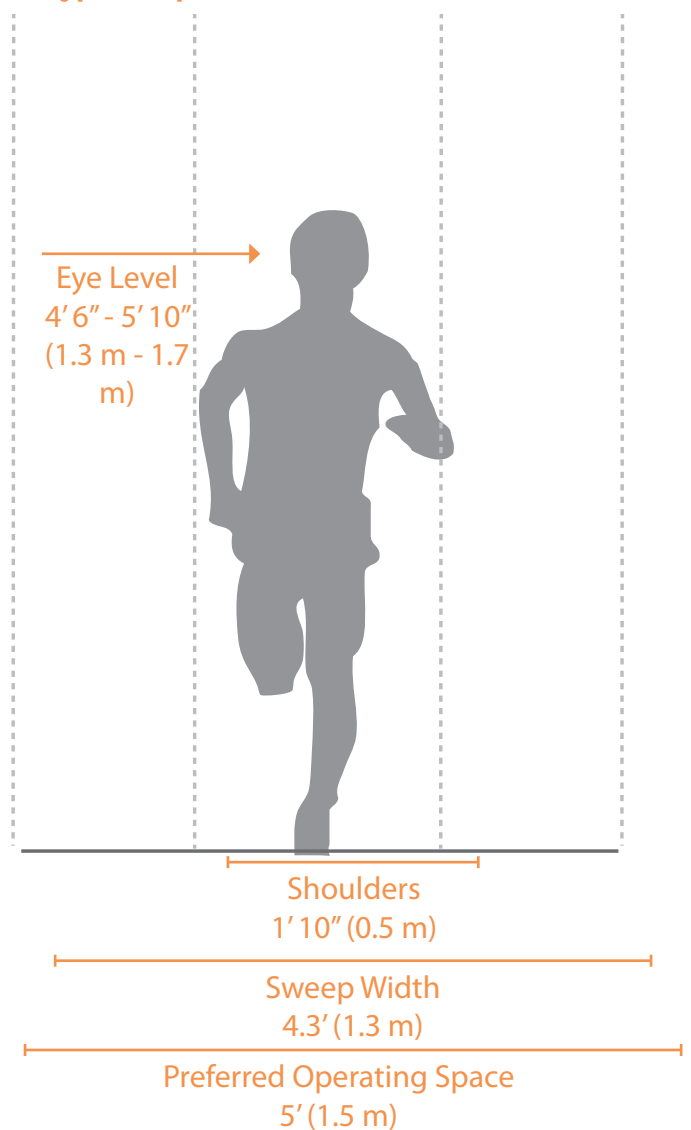 Eye Level
4’ 6” - 5’ 10”
(1.3 m - 1.7
m)
Shoulders
1’ 10” (0.5 m)
Sweep Width
4.3’ (1.3 m)
Preferred Operating Space
5’ (1.5 m)